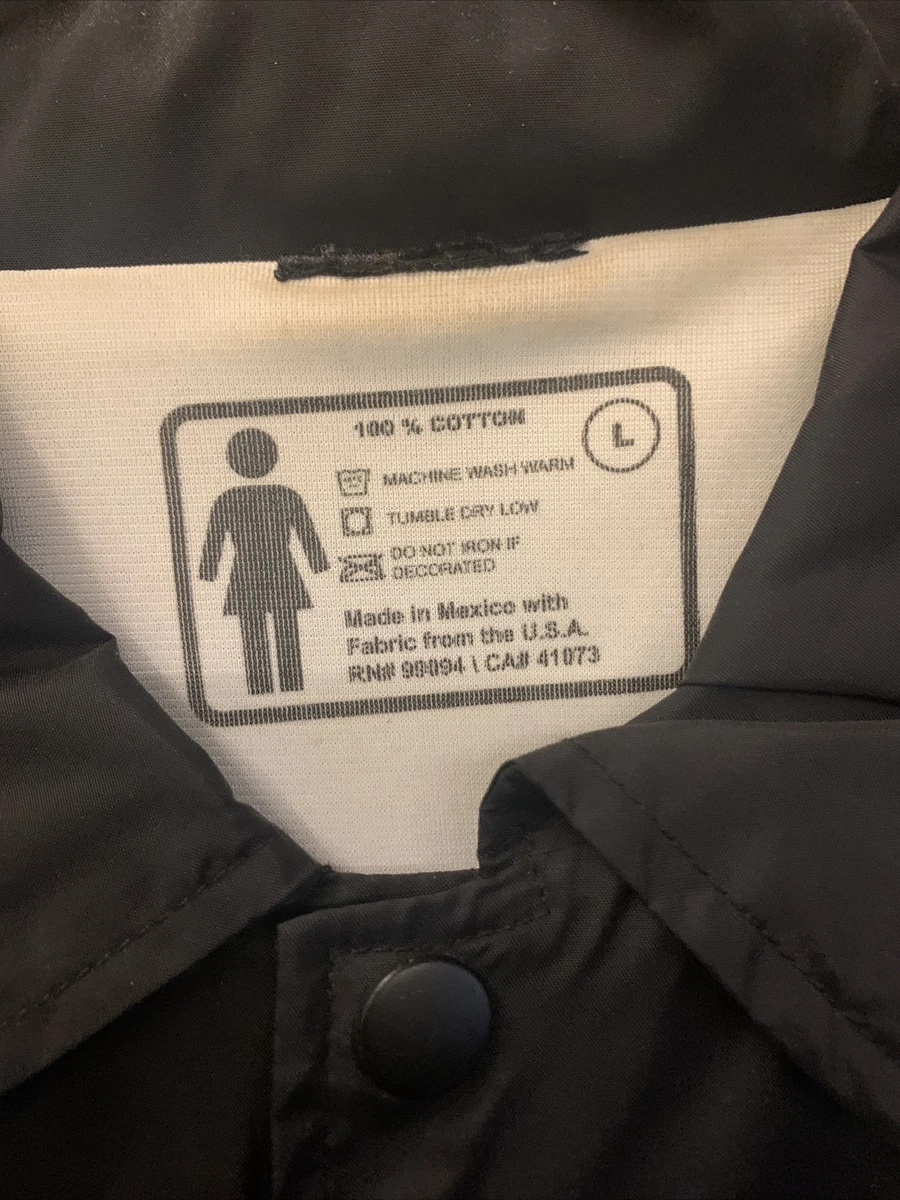 100 % COTTON
L
MACHINE WASH WARM
TUMBLE DRY LOW
DO NOT IRON IF
DECORATED
Made in Mexico with
Fabric from the U.S.A.
RN# 99094 \ CA# 41073